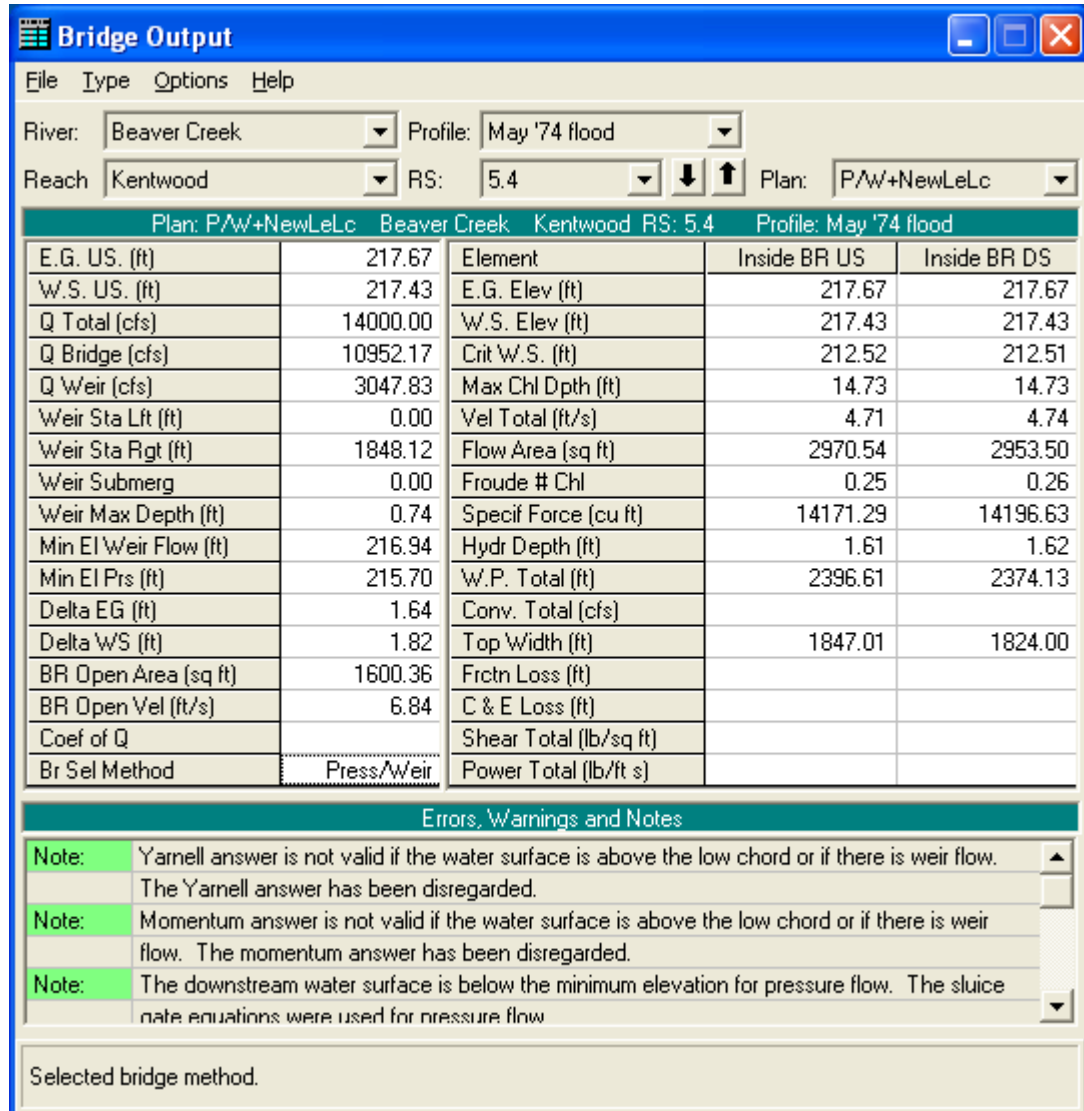 Bridge Output
File Type Options Help
River: Beaver Creek Profile: May '74 flood
Reach Kentwood RS: 5.4 Plan: P/W+NewLeLc
Plan: P/W+NewLeLc Beaver Creek Kentwood RS: 5.4 Profile: May '74 flood
E.G. US. (ft) 217.67 Element Inside BR US Inside BR DS
W.S. US. (ft) 217.43 E.G. Elev (ft) 217.67 217.67
Q Total (cfs) 14000.00 W.S. Elev (ft) 217.43 217.43
Q Bridge (cfs) 10952.17 Crit W.S. (ft) 212.52 212.51
Q Weir (cfs) 3047.83 Max Chl Dpth (ft) 14.73 14.73
Weir Sta Lft (ft) 0.00 Vel Total (ft/s) 4.71 4.74
Weir Sta Rgt (ft) 1848.12 Flow Area (sq ft) 2970.54 2953.50
Weir Submerg 0.00 Froude # Chl 0.25 0.26
Weir Max Depth (ft) 0.74 Specif Force (cu ft) 14171.29 14196.63
Min El Weir Flow (ft) 216.94 Hydr Depth (ft) 1.61 1.62
Min El Prs (ft) 215.70 W.P. Total (ft) 2396.61 2374.13
Delta EG (ft) 1.64 Conv. Total (cfs)
Delta WS (ft) 1.82 Top Width (ft) 1847.01 1824.00
BR Open Area (sq ft) 1600.36 Frctn Loss (ft)
BR Open Vel (ft/s) 6.84 C & E Loss (ft)
Coef of Q Shear Total (lb/sq ft)
Br Sel Method Press/Weir Power Total (lb/ft s)
Errors, Warnings and Notes
Note: Yarnell answer is not valid if the water surface is above the low chord or if there is weir flow.
The Yarnell answer has been disregarded.
Note: Momentum answer is not valid if the water surface is above the low chord or if there is weir
flow. The momentum answer has been disregarded.
Note: The downstream water surface is below the minimum elevation for pressure flow. The sluice
gate equations were used for pressure flow
Selected bridge method.